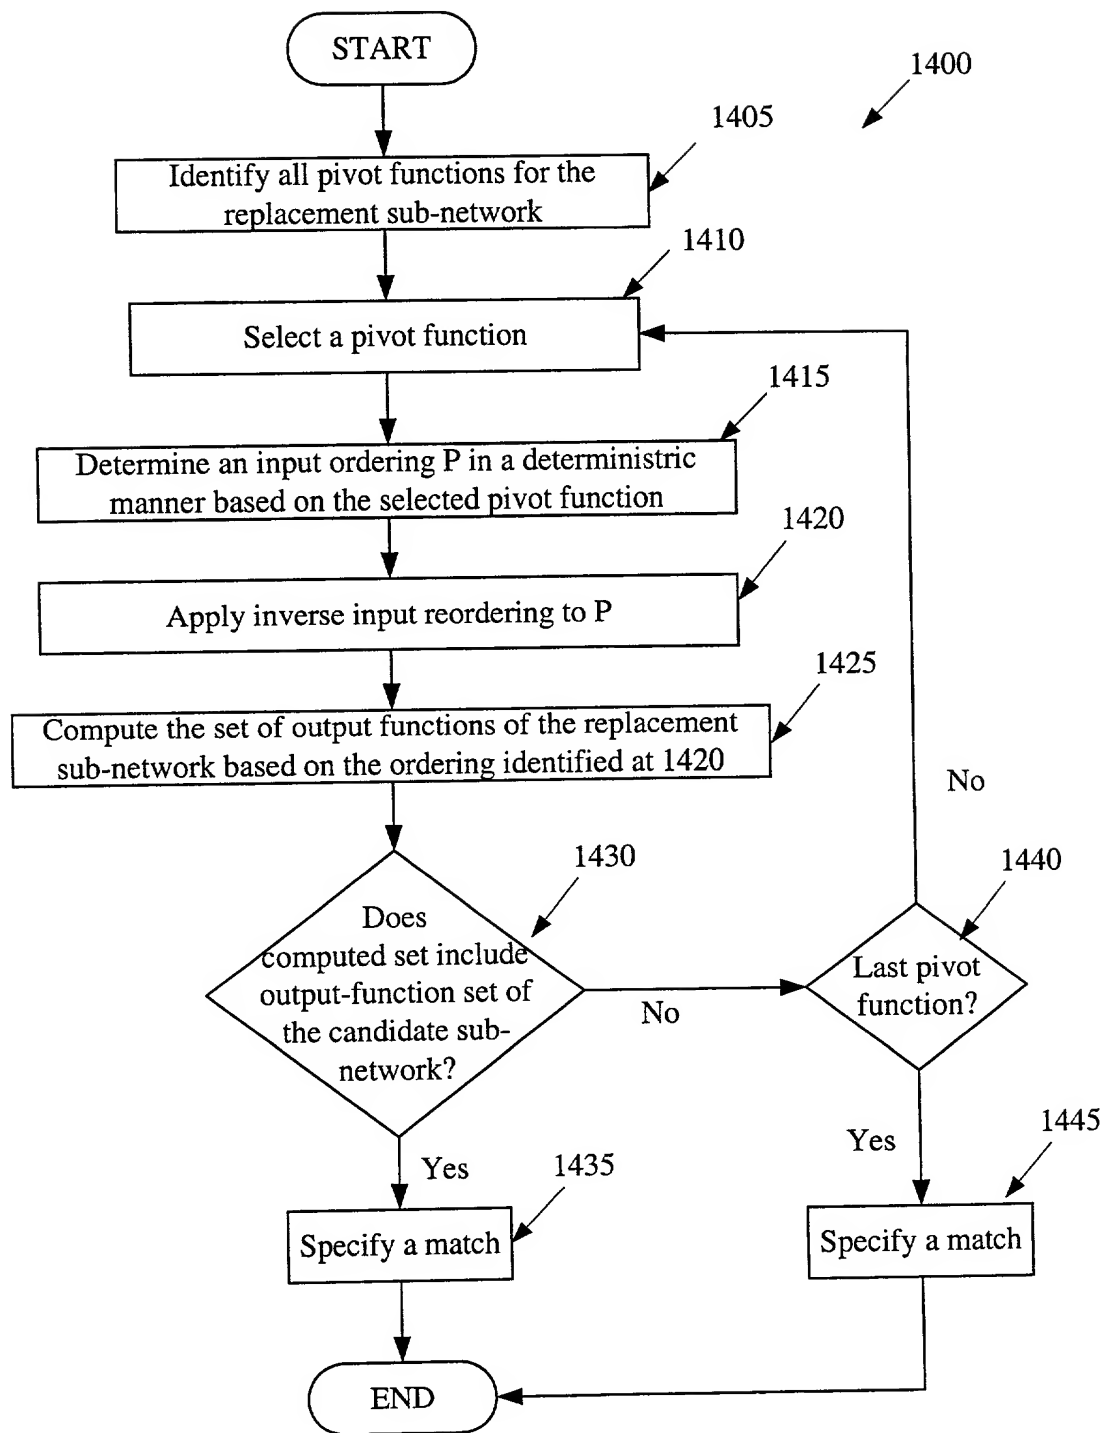 START
1400
1405
Identify all pivot functions for the
replacement sub-network
1410
Select a pivot function
1415
Determine an input ordering P in a deterministric
manner based on the selected pivot function
1420
Apply inverse input reordering to P
1425
Compute the set of output functions of the replacement
sub-network based on the ordering identified at 1420
No
1430
Does
computed set include
output-function set of
the candidate sub-
network?
No
1440
Last pivot
function?
Yes
1435
Specify a match
Yes
1445
Specify a match
END